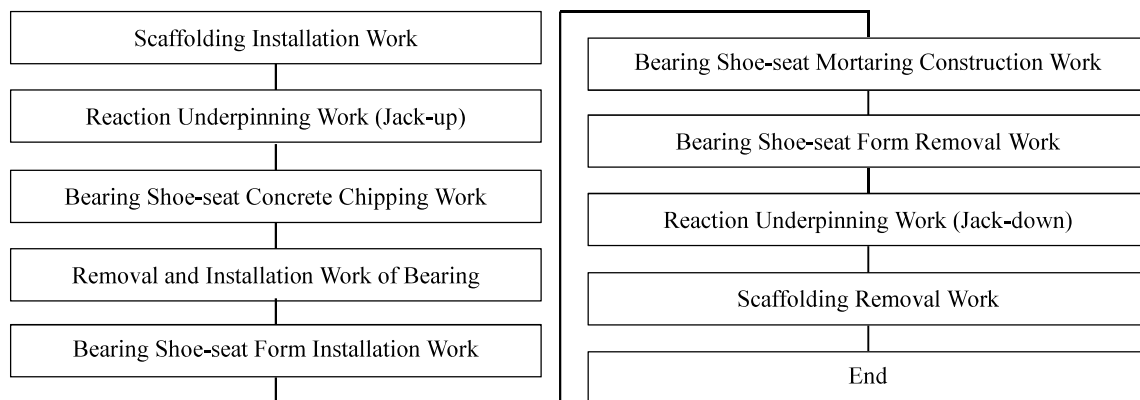 Scaffolding Installation Work
Reaction Underpinning Work (Jack-up)
Bearing Shoe-seat Concrete Chipping Work
Removal and Installation Work of Bearing
Bearing Shoe-seat Form Installation Work
Bearing Shoe-seat Mortaring Construction Work
Bearing Shoe-seat Form Removal Work
Reaction Underpinning Work (Jack-down)
Scaffolding Removal Work
End